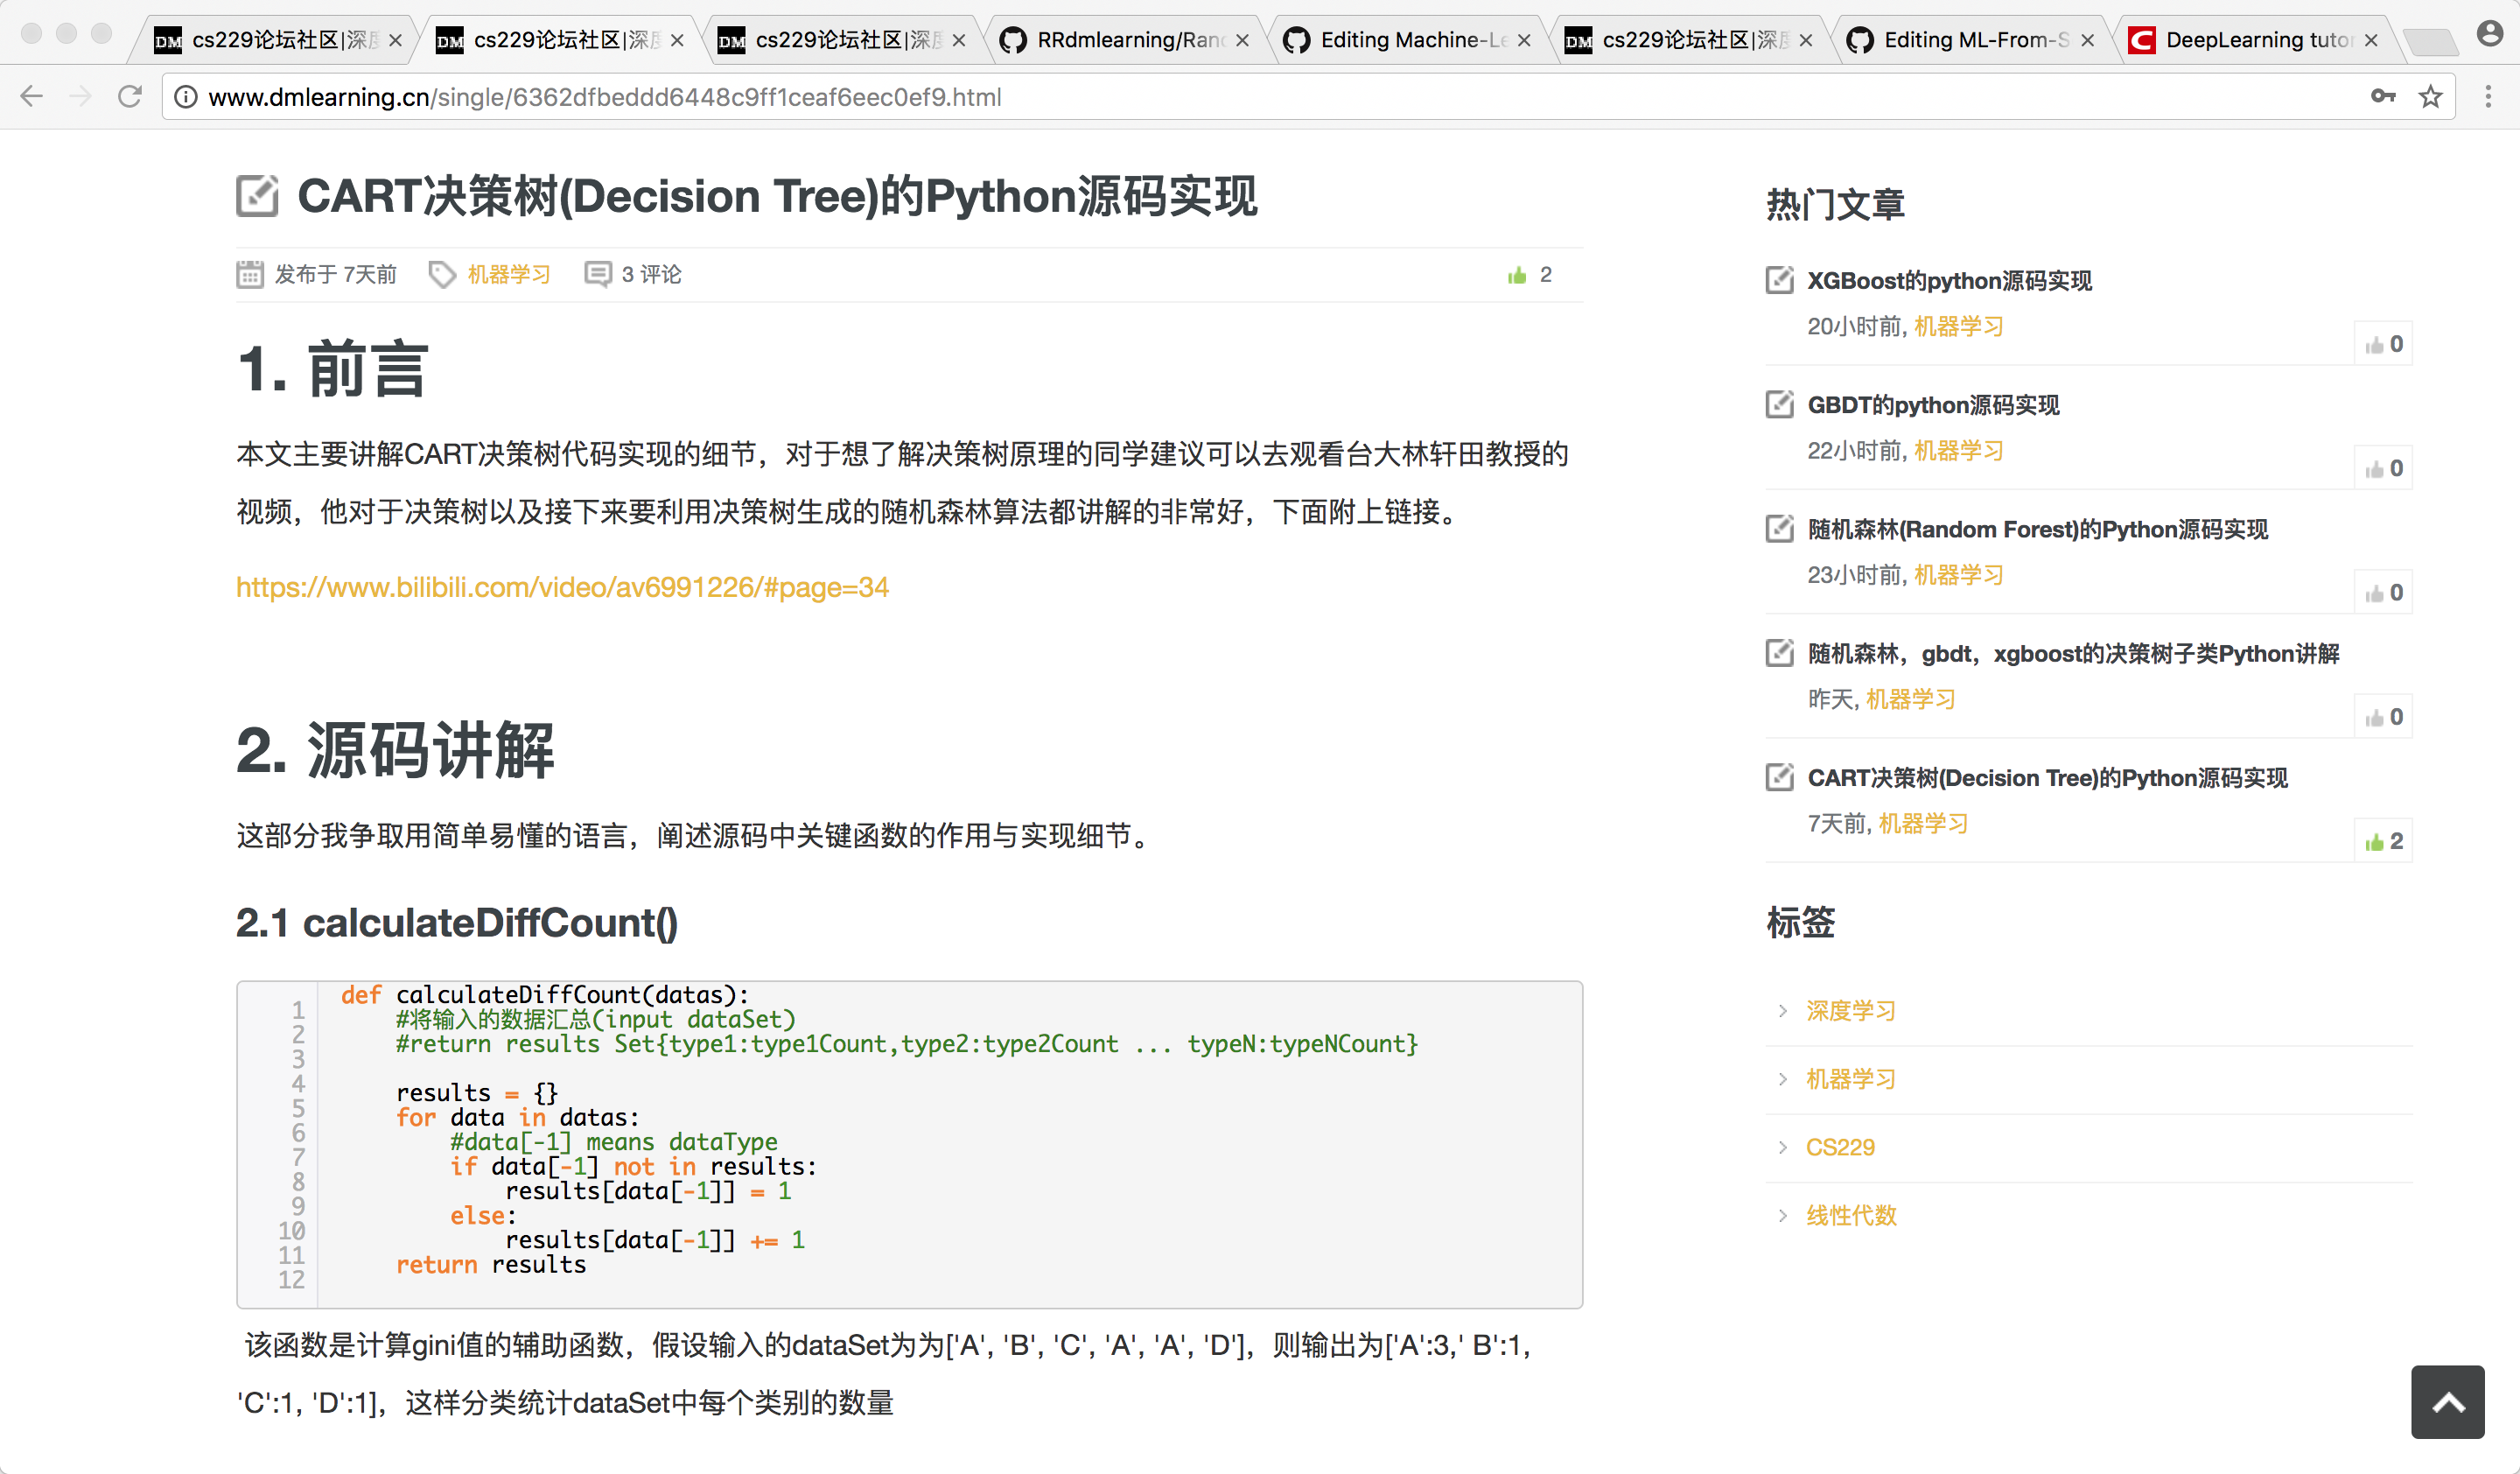 cs229论坛社区|深度
cs229论坛社区|深度
cs229论坛社区|深度
RRdmlearning/Ranc
Editing Machine-Le
cs229论坛社区|深度
Editing ML-From-S
DeepLearning tutor
www.dmlearning.cn/single/6362dfbeddd6448c9ff1ceaf6eec0ef9.html
CART决策树(Decision Tree)的Python源码实现
发布于 7天前 机器学习 3 评论 2
1. 前言
本文主要讲解CART决策树代码实现的细节，对于想了解决策树原理的同学建议可以去观看台大林轩田教授的
视频，他对于决策树以及接下来要利用决策树生成的随机森林算法都讲解的非常好，下面附上链接。
https://www.bilibili.com/video/av6991226/#page=34
2. 源码讲解
这部分我争取用简单易懂的语言，阐述源码中关键函数的作用与实现细节。
2.1 calculateDiffCount()
1 def calculateDiffCount(datas):
2     #将输入的数据汇总(input dataSet)
3     #return results Set{type1:type1Count,type2:type2Count ... typeN:typeNCount}
4
5     results = {}
6     for data in datas:
7         #data[-1] means dataType
8         if data[-1] not in results:
9             results[data[-1]] = 1
10         else:
11             results[data[-1]] += 1
12     return results
该函数是计算gini值的辅助函数，假设输入的dataSet为为['A', 'B', 'C', 'A', 'A', 'D']，则输出为['A':3,' B':1,
'C':1, 'D':1]，这样分类统计dataSet中每个类别的数量
热门文章
XGBoost的python源码实现
20小时前, 机器学习
0
GBDT的python源码实现
22小时前, 机器学习
0
随机森林(Random Forest)的Python源码实现
23小时前, 机器学习
0
随机森林，gbdt，xgboost的决策树子类Python讲解
昨天, 机器学习
0
CART决策树(Decision Tree)的Python源码实现
7天前, 机器学习
2
标签
深度学习
机器学习
CS229
线性代数